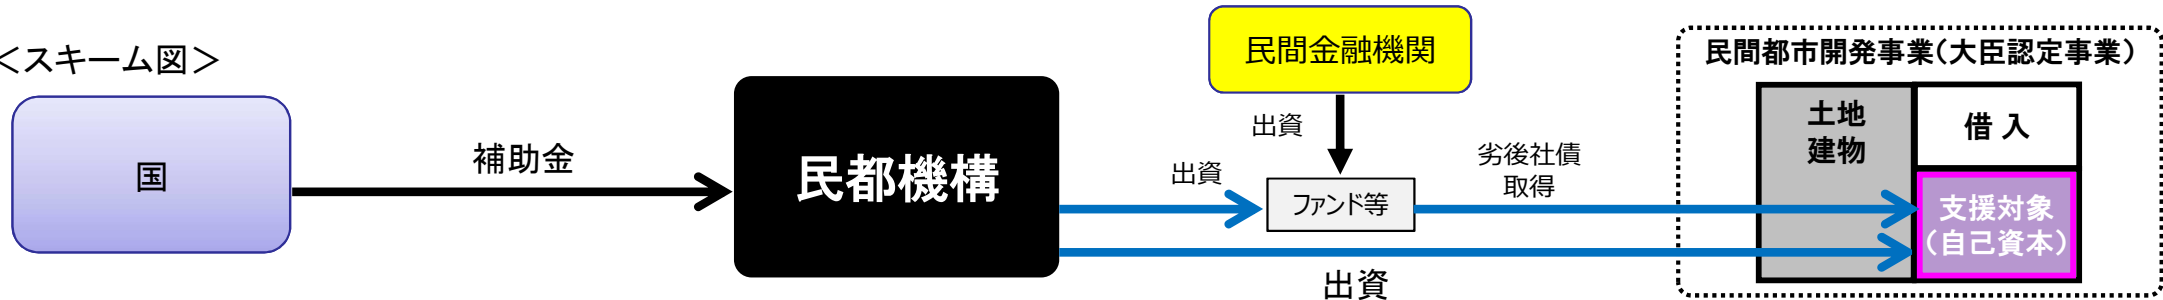 ＜スキーム図＞
国
補助金
民都機構
民間金融機関
出資
出資
ファンド等
劣後社債
取得
出資
民間都市開発事業（大臣認定事業）
土地
建物
借 入
支援対象
（自己資本）